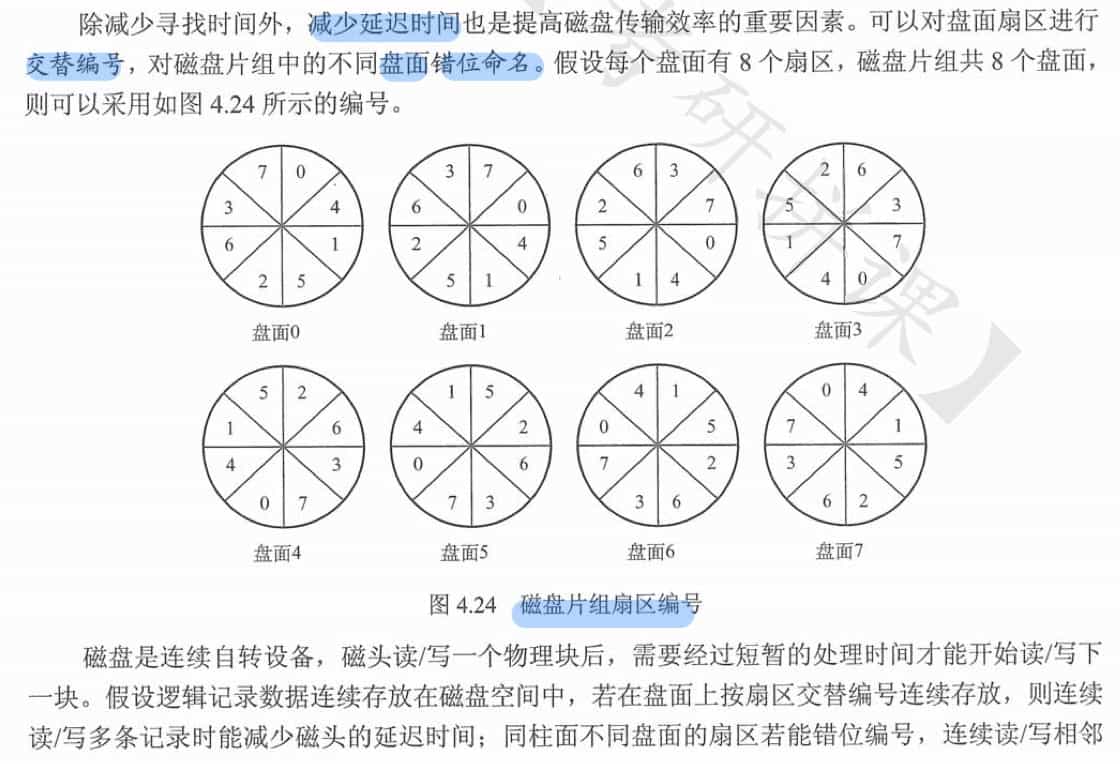 除减少寻找时间外，减少延迟时间也是提高磁盘传输效率的重要因素。可以对盘面扇区进行
交替编号，对磁盘片组中的不同盘面错位命名。假设每个盘面有 8 个扇区，磁盘片组共 8 个盘面，
则可以采用如图 4.24 所示的编号。
7 0 3 7 6 3 2 6
3 4 6 0 2 7 5 3
6 1 2 4 5 0 1 7
2 5 5 1 1 4 4 0
盘面0 盘面1 盘面2 盘面3
5 2 1 5 4 1 0 4
1 6 4 2 0 5 7 1
4 3 0 6 7 2 3 5
0 7 7 3 3 6 6 2
盘面4 盘面5 盘面6 盘面7
图 4.24 磁盘片组扇区编号
磁盘是连续自转设备，磁头读/写一个物理块后，需要经过短暂的处理时间才能开始读/写下
一块。假设逻辑记录数据连续存放在磁盘空间中，若在盘面上按扇区交替编号连续存放，则连续
读/写多条记录时能减少磁头的延迟时间；同柱面不同盘面的扇区若能错位编号，连续读/写相邻
研拼课】